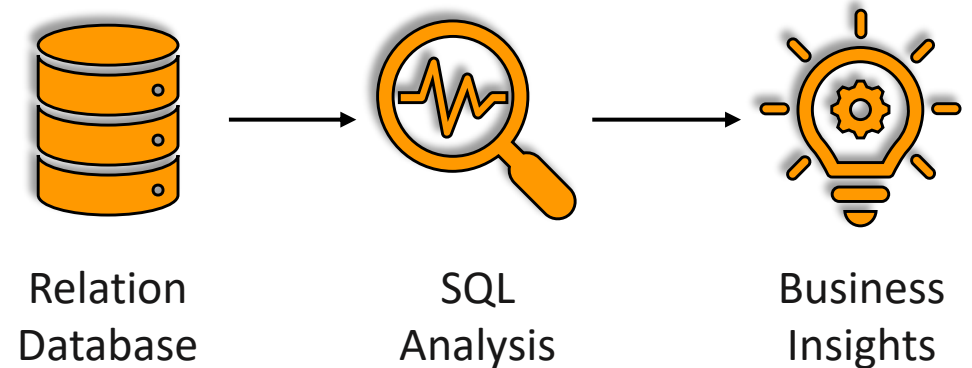 Relation
Database
SQL
Analysis
Business
Insights